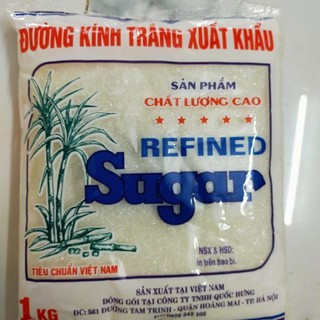 ĐƯỜNG KÍNH TRẮNG XUẤT KHẨU
SẢN PHẨM
CHẤT LƯỢNG CAO
REFINED
Sugar
NSX & HSD:
In trên bao bì.
TIÊU CHUẨN VIỆT NAM
SẢN XUẤT TẠI VIỆT NAM
ĐÓNG GÓI TẠI CÔNG TY TNHH QUỐC HƯNG
1KG
ĐC: 561 ĐƯỜNG TAM TRINH - QUẬN HOÀNG MAI - TP. HÀ NỘI